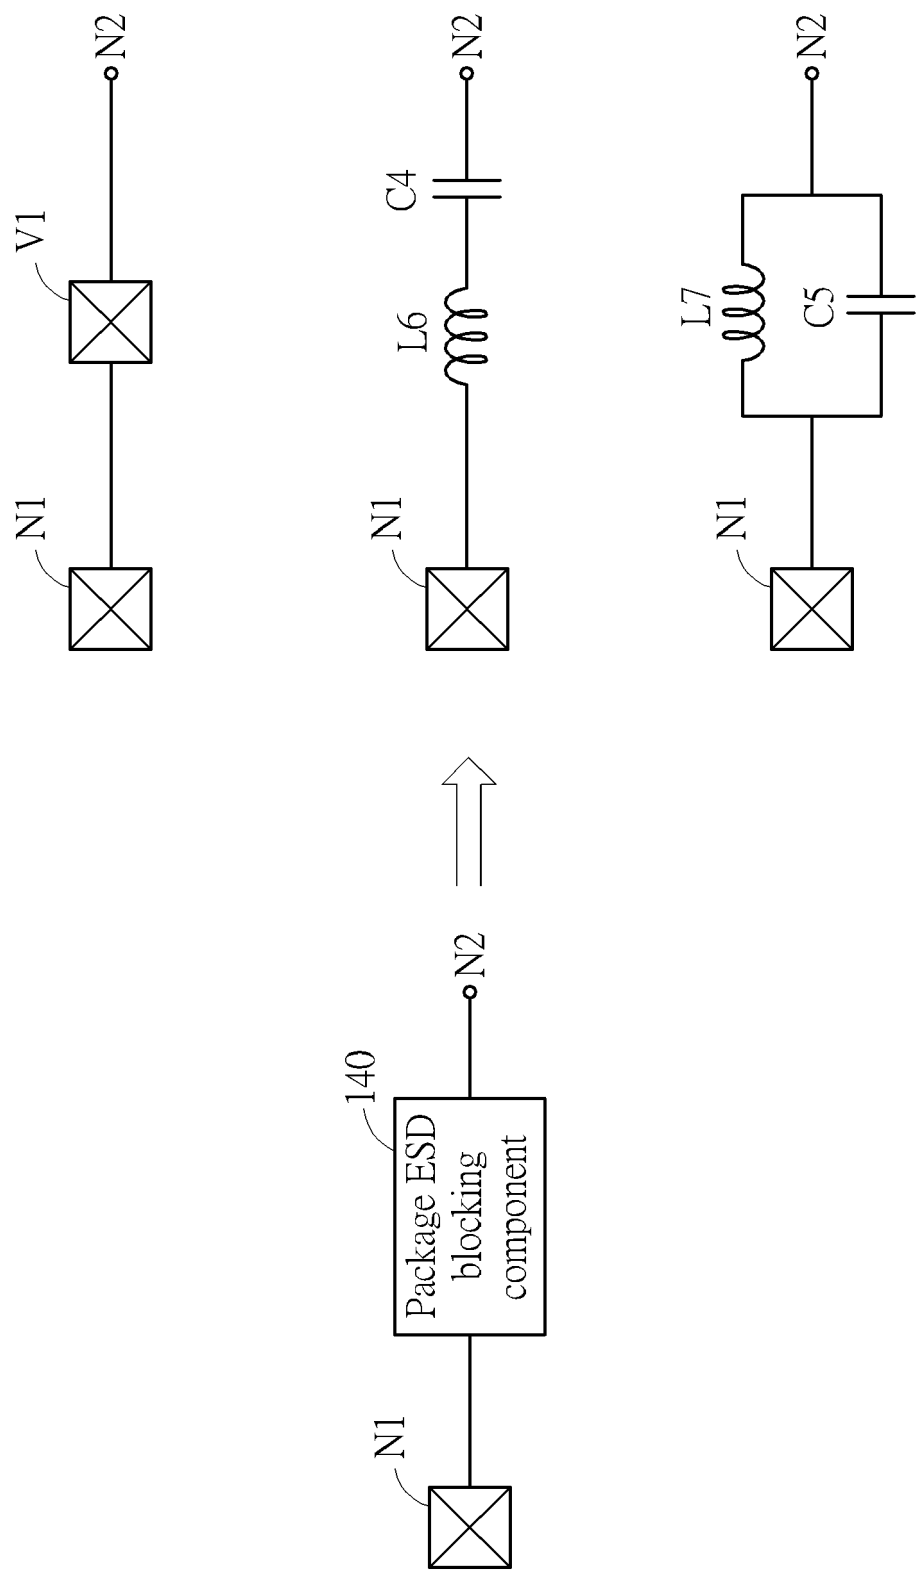 N1
140
Package ESD
blocking
component
N2
N1
V1
N2
N1
L6
C4
N2
N1
L7
C5
N2